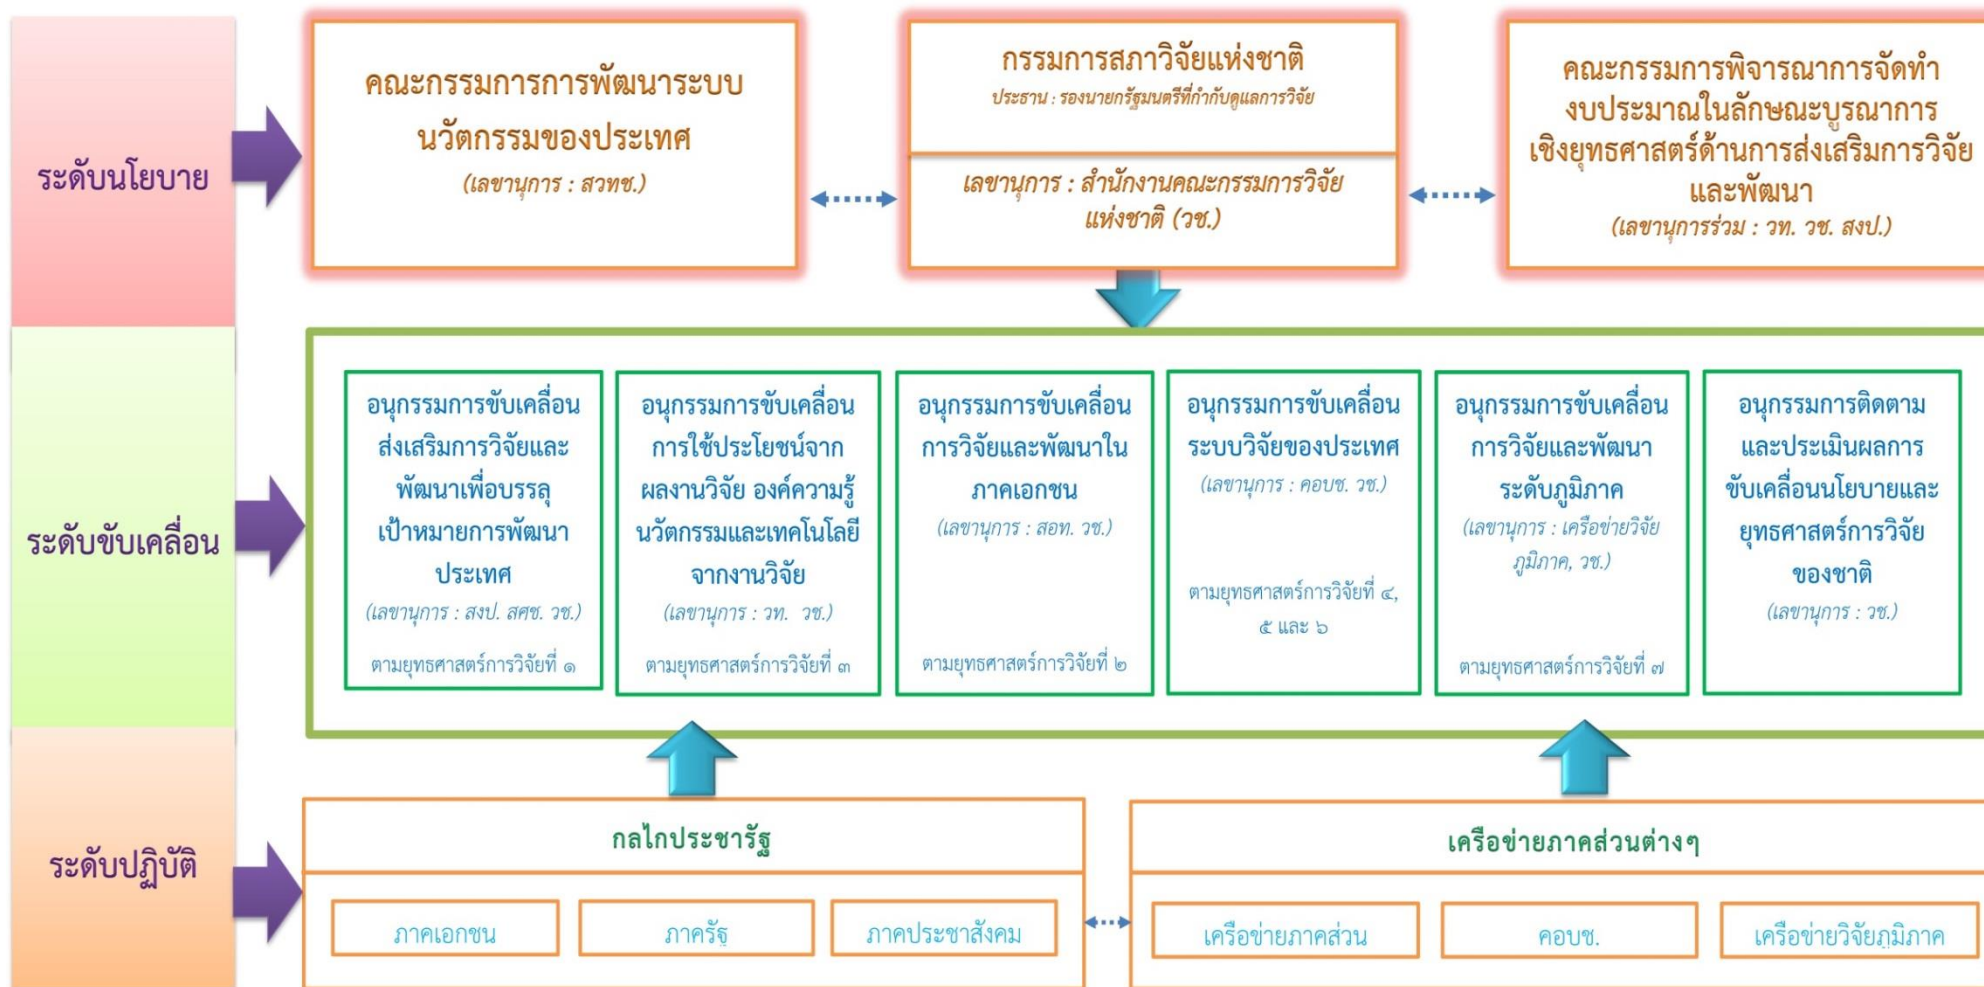 ระดับนโยบาย
คณะกรรมการการพัฒนาระบบ
นวัตกรรมของประเทศ
(เลขานุการ : สวทช.)
กรรมการสภาวิจัยแห่งชาติ
ประธาน : รองนายกรัฐมนตรีที่กำกับดูแลการวิจัย
เลขานุการ : สำนักงานคณะกรรมการวิจัย
แห่งชาติ (วช.)
คณะกรรมการพิจารณาการจัดทำ
งบประมาณในลักษณะบูรณาการ
เชิงยุทธศาสตร์ด้านการส่งเสริมการวิจัย
และพัฒนา
(เลขานุการร่วม : วท. วช. สงป.)
ระดับขับเคลื่อน
อนุกรรมการขับเคลื่อน
ส่งเสริมการวิจัยและ
พัฒนาเพื่อบรรลุ
เป้าหมายการพัฒนา
ประเทศ
(เลขานุการ : สงป. สศช. วช.)
ตามยุทธศาสตร์การวิจัยที่ ๑
อนุกรรมการขับเคลื่อน
การใช้ประโยชน์จาก
ผลงานวิจัย องค์ความรู้
นวัตกรรมและเทคโนโลยี
จากงานวิจัย
(เลขานุการ : วท. วช.)
ตามยุทธศาสตร์การวิจัยที่ ๓
อนุกรรมการขับเคลื่อน
การวิจัยและพัฒนาใน
ภาคเอกชน
(เลขานุการ : สอท. วช.)
ตามยุทธศาสตร์การวิจัยที่ ๒
อนุกรรมการขับเคลื่อน
ระบบวิจัยของประเทศ
(เลขานุการ : คอบช. วช.)
ตามยุทธศาสตร์การวิจัยที่ ๔,
๕ และ ๖
อนุกรรมการขับเคลื่อน
การวิจัยและพัฒนา
ระดับภูมิภาค
(เลขานุการ : เครือข่ายวิจัย
ภูมิภาค, วช.)
ตามยุทธศาสตร์การวิจัยที่ ๗
อนุกรรมการติดตาม
และประเมินผลการ
ขับเคลื่อนนโยบายและ
ยุทธศาสตร์การวิจัย
ของชาติ
(เลขานุการ : วช.)
ระดับปฏิบัติ
กลไกประชารัฐ
ภาคเอกชน
ภาครัฐ
ภาคประชาสังคม
เครือข่ายภาคส่วนต่างๆ
เครือข่ายภาคส่วน
คอบช.
เครือข่ายวิจัยภูมิภาค